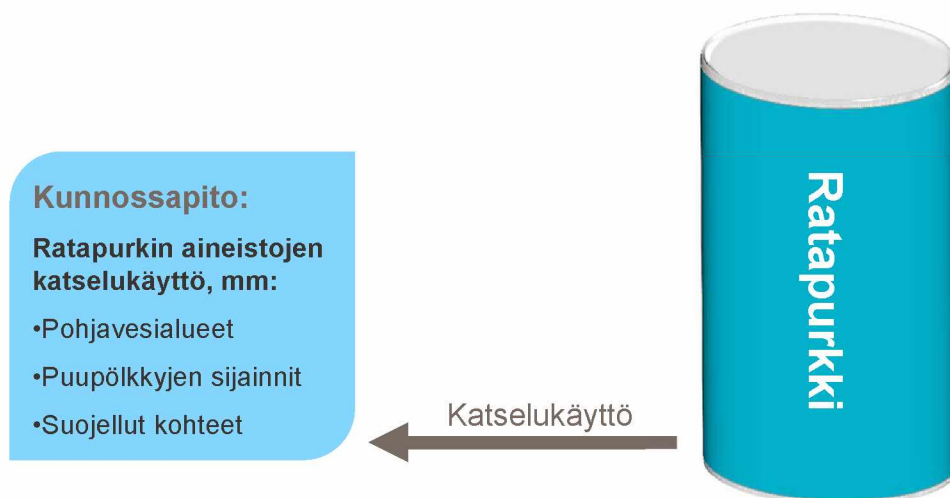 Kunnossapito:
Ratapurkin aineistojen
katselukäyttö, mm:
•Pohjavesialueet
•Puupölkkyjen sijainnit
•Suojellut kohteet
Katselukäyttö
Ratapurkki